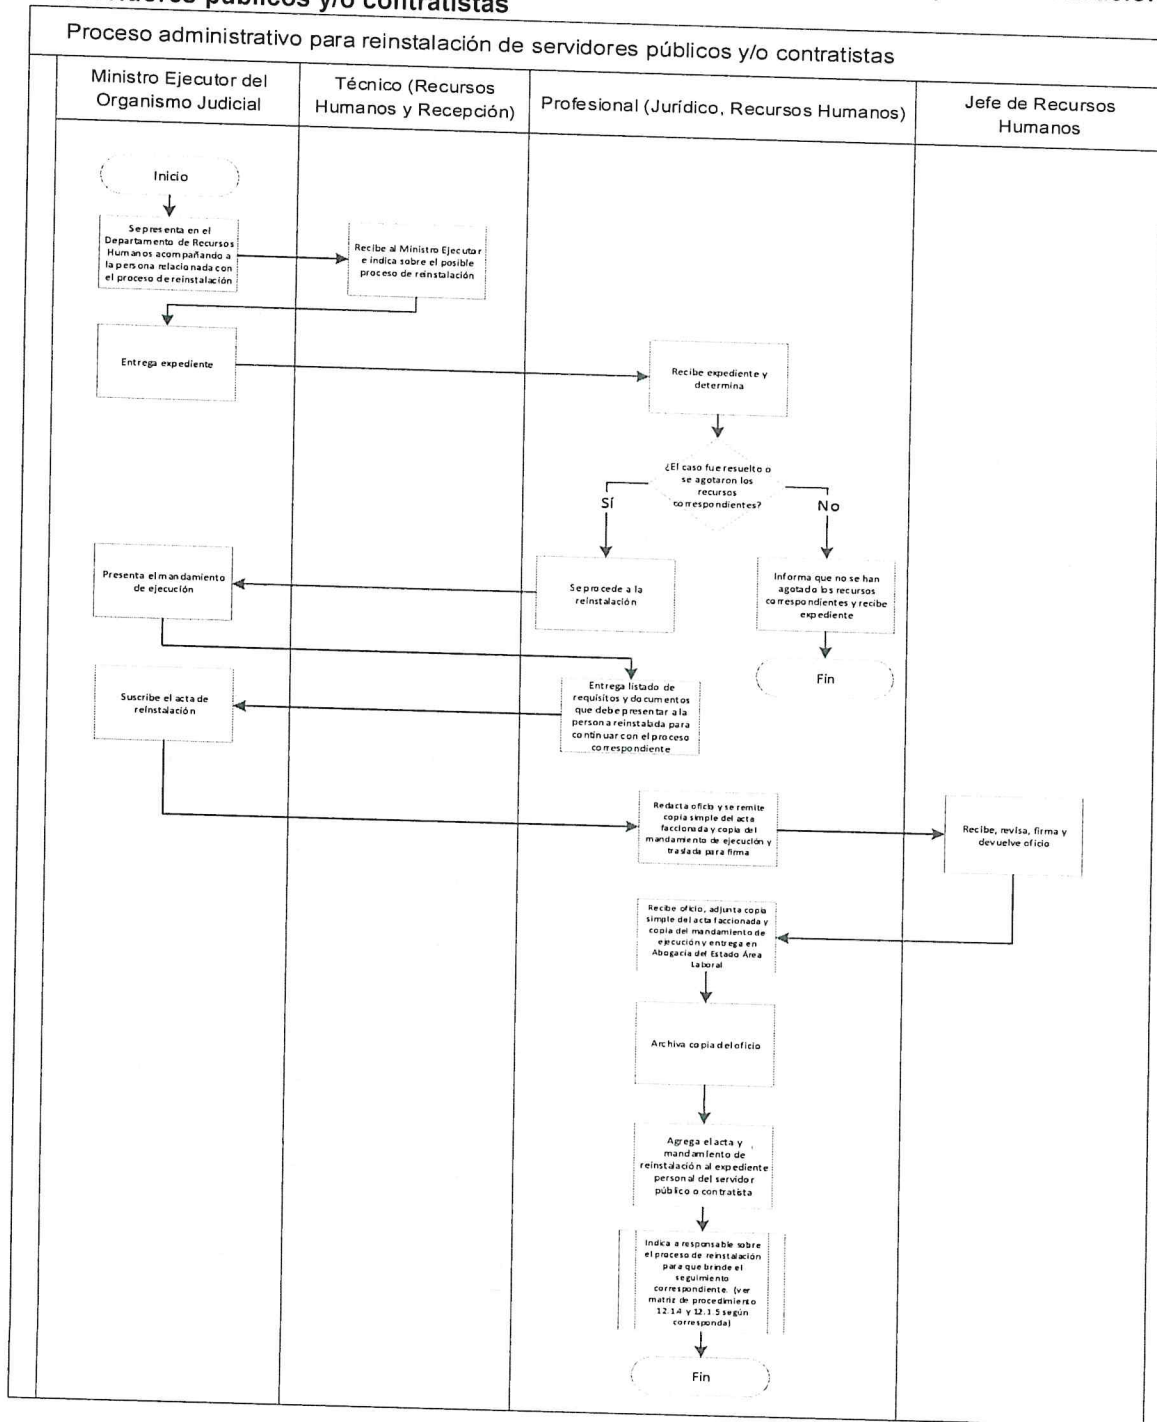 y/o contratistas
Proceso administrativo para reinstalación de servidores públicos y/o contratistas
Ministro Ejecutor del
Organismo Judicial
Técnico (Recursos
Humanos y Recepción)
Profesional (Jurídico, Recursos Humanos)
Jefe de Recursos
Humanos
Inicio
Se presenta en el
Departamento de Recursos
Humanos acompañando a
la persona relacionada con
el proceso de reinstalación
Recibe al Ministro Ejecutor
e indica sobre el posible
proceso de reinstalación
Entrega expediente
Recibe expediente y
determina
¿El caso fue resuelto o
se agotaron los
recursos
correspondientes?
Sí
No
Presenta el mandamiento
de ejecución
Se procede a la
reinstalación
Informa que no se han
agotado los recursos
correspondientes y recibe
expediente
Fin
Suscribe el acta de
reinstalación
Entrega listado de
requisitos y documentos
que debe presentar a la
persona reinstalada para
continuar con el proceso
correspondiente
Redacta oficio y se remite
copia simple del acta
faccionada y copia del
mandamiento de ejecución y
traslada para firma
Recibe, revisa, firma y
devuelve oficio
Recibe oficio, adjunta copia
simple del acta faccionada y
copia del mandamiento de
ejecución y entrega en
Abogacía del Estado Área
Laboral
Archiva copia del oficio
Agrega el acta y
mandamiento de
reinstalación al expediente
personal del servidor
público o contratista
Indica a responsable sobre
el proceso de reinstalación
para que brinde el
seguimiento
correspondiente. (ver
matriz de procedimiento
12.1.4 y 12.1.5 según
corresponda)
Fin